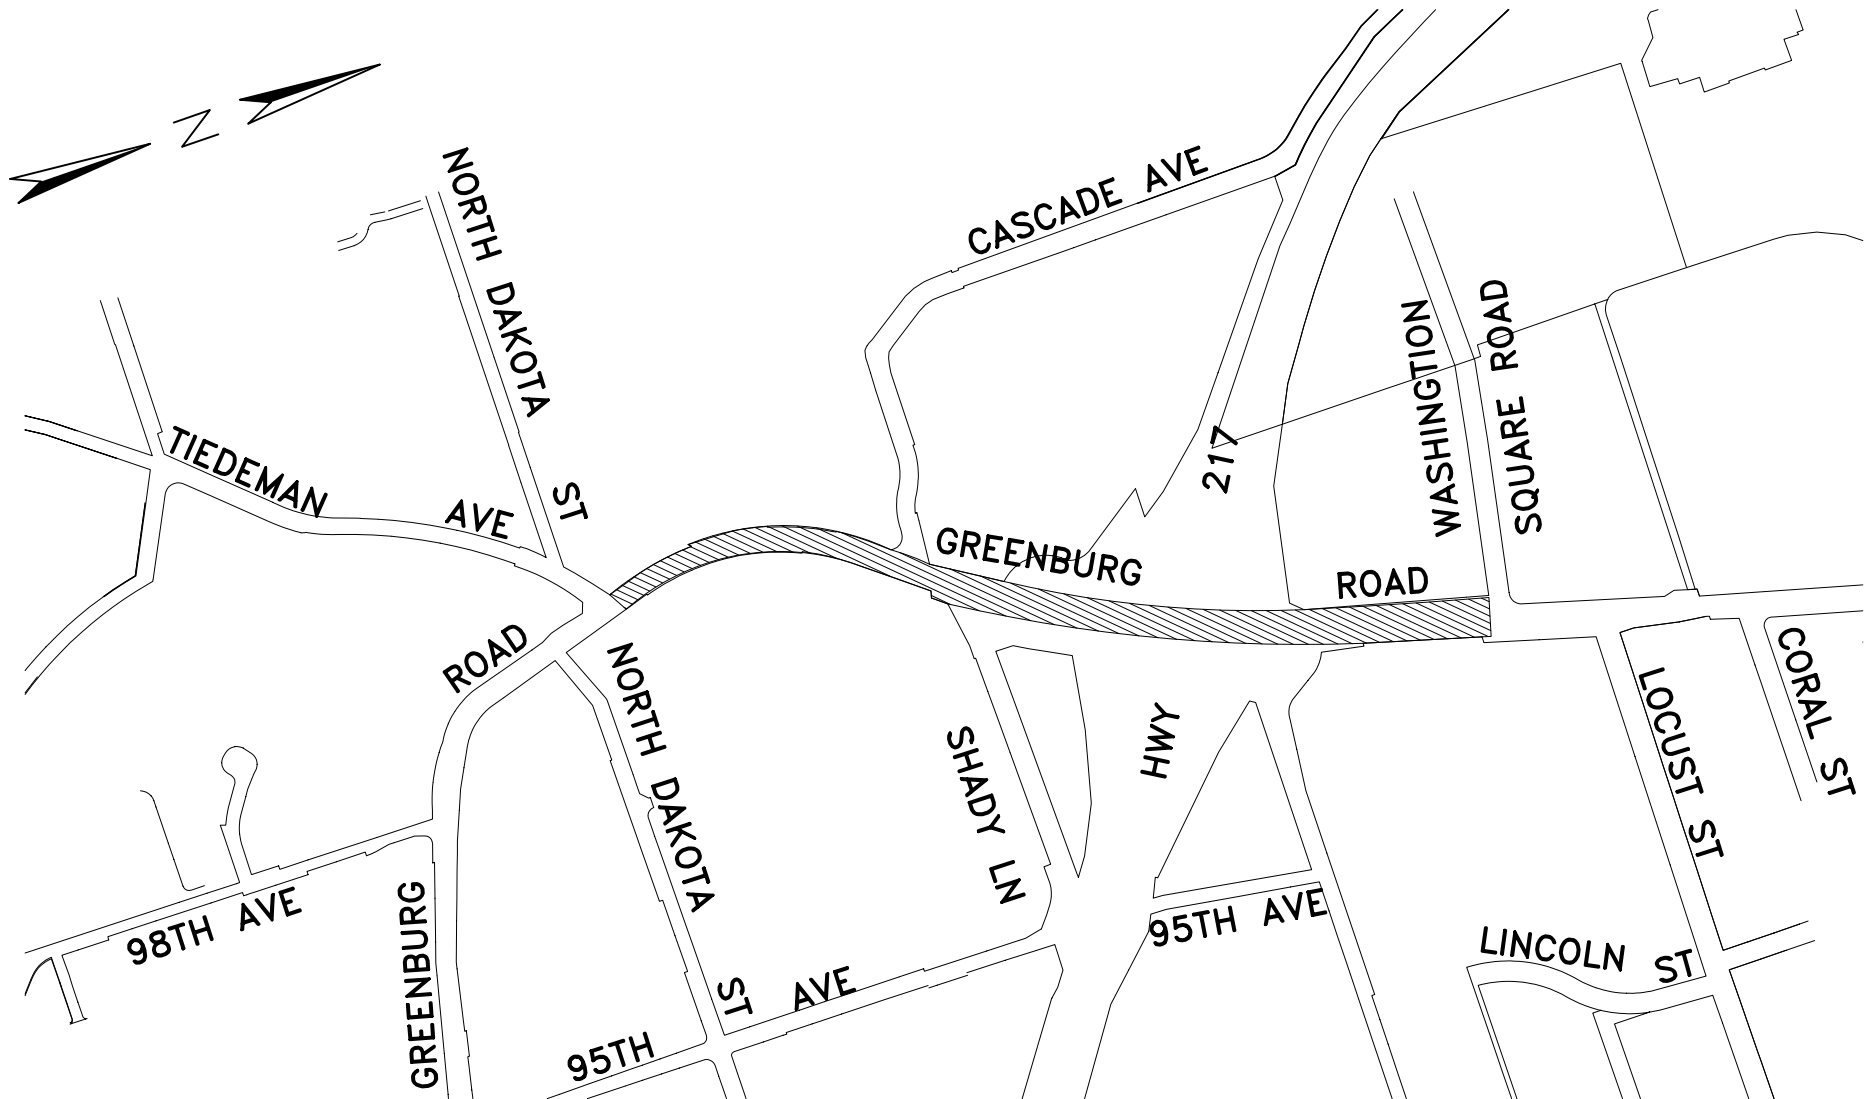 N
NORTH DAKOTA ST
CASCADE AVE
TIEDEMAN AVE
217
WASHINGTION
SQUARE ROAD
GREENBURG ROAD
ROAD
NORTH DAKOTA ST
SHADY LN
HWY
LOCUST ST
CORAL ST
98TH AVE
GREENBURG
95TH AVE
95TH AVE
LINCOLN ST